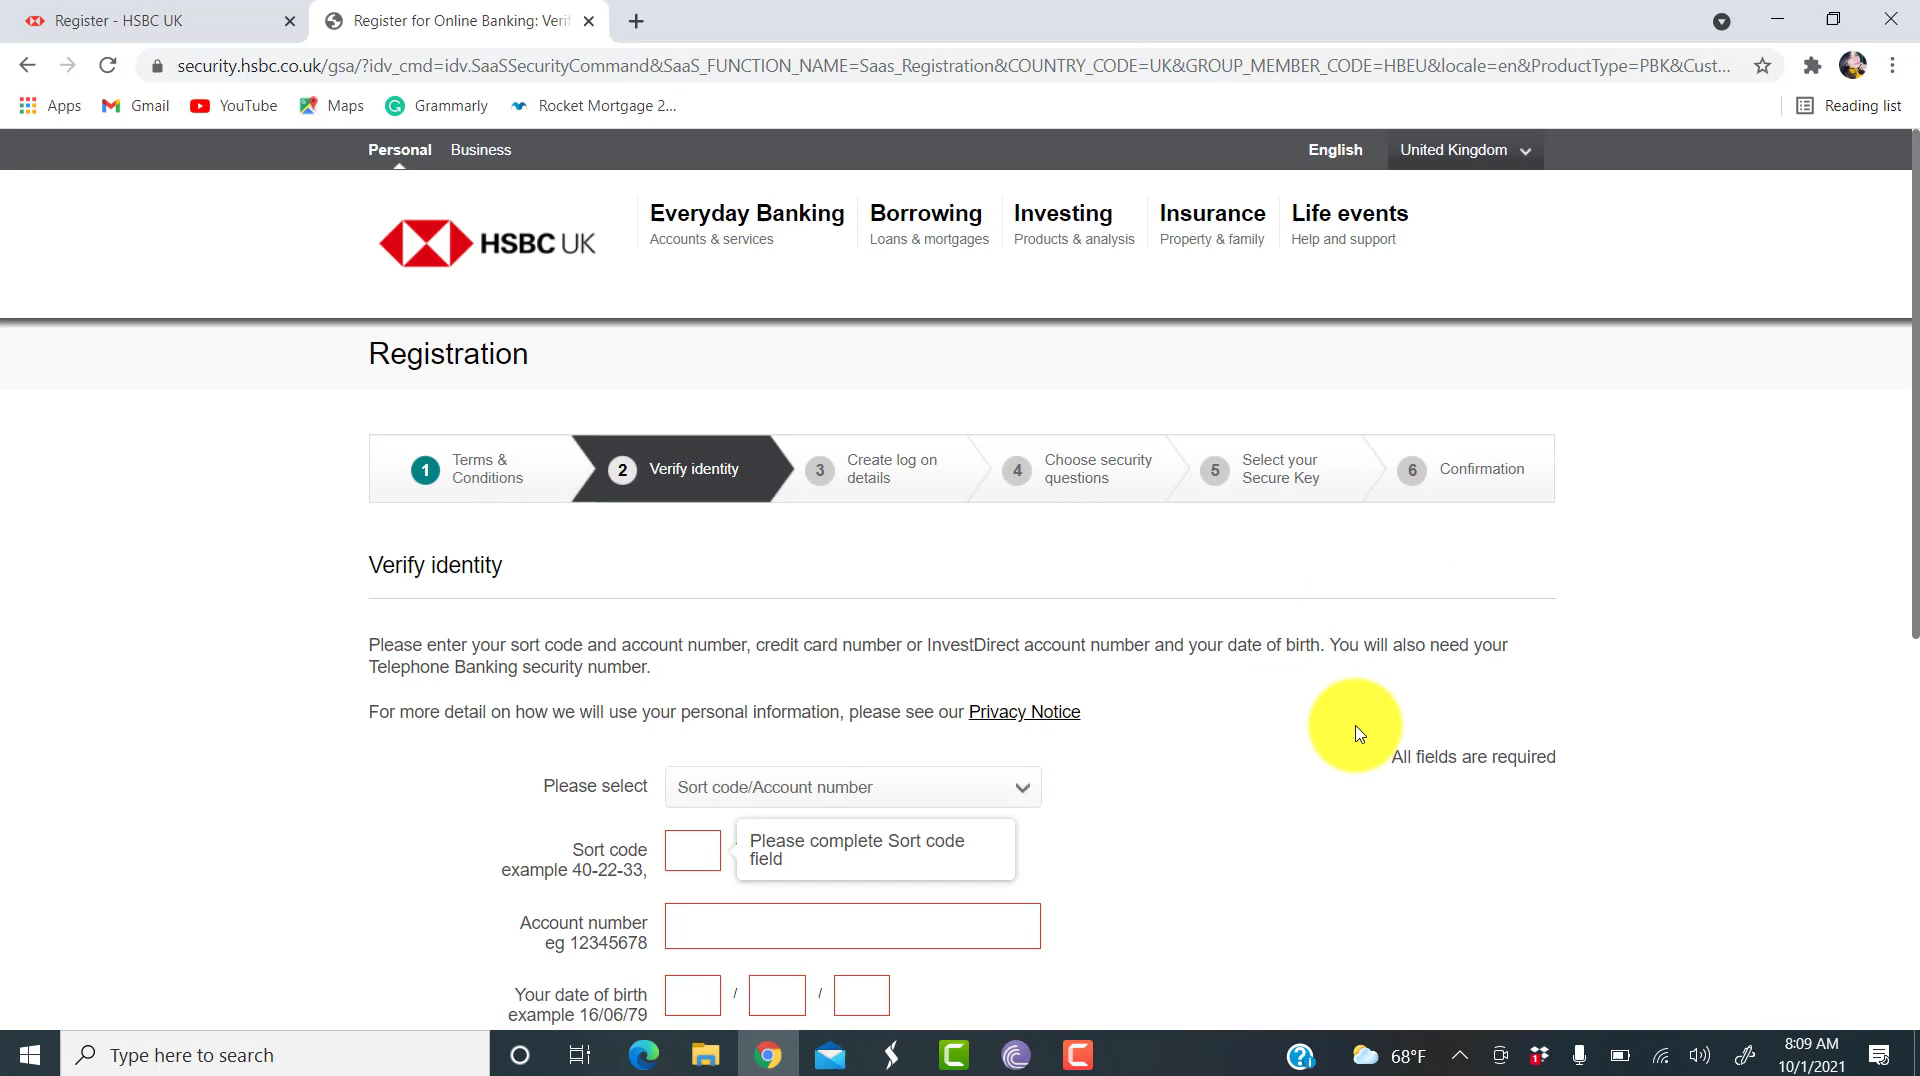 Register - HSBC UK
Register for Online Banking: Verif
security.hsbc.co.uk/gsa/?idv_cmd=idv.SaaSSecurityCommand&SaaS_FUNCTION_NAME=Saas_Registration&COUNTRY_CODE=UK&GROUP_MEMBER_CODE=HBEU&locale=en&ProductType=PBK&Cust...
Apps Gmail YouTube Maps Grammarly Rocket Mortgage 2... Reading list
Personal Business English United Kingdom
HSBC UK
Everyday Banking Borrowing Investing Insurance Life events
Accounts & services Loans & mortgages Products & analysis Property & family Help and support
Registration
1 Terms & Conditions
2 Verify identity
3 Create log on details
4 Choose security questions
5 Select your Secure Key
6 Confirmation
Verify identity
Please enter your sort code and account number, credit card number or InvestDirect account number and your date of birth. You will also need your
Telephone Banking security number.
For more detail on how we will use your personal information, please see our Privacy Notice
All fields are required
Please select Sort code/Account number
Sort code
example 40-22-33,
Please complete Sort code
field
Account number
eg 12345678
Your date of birth / /
example 16/06/79
Type here to search
68°F
8:09 AM
10/1/2021